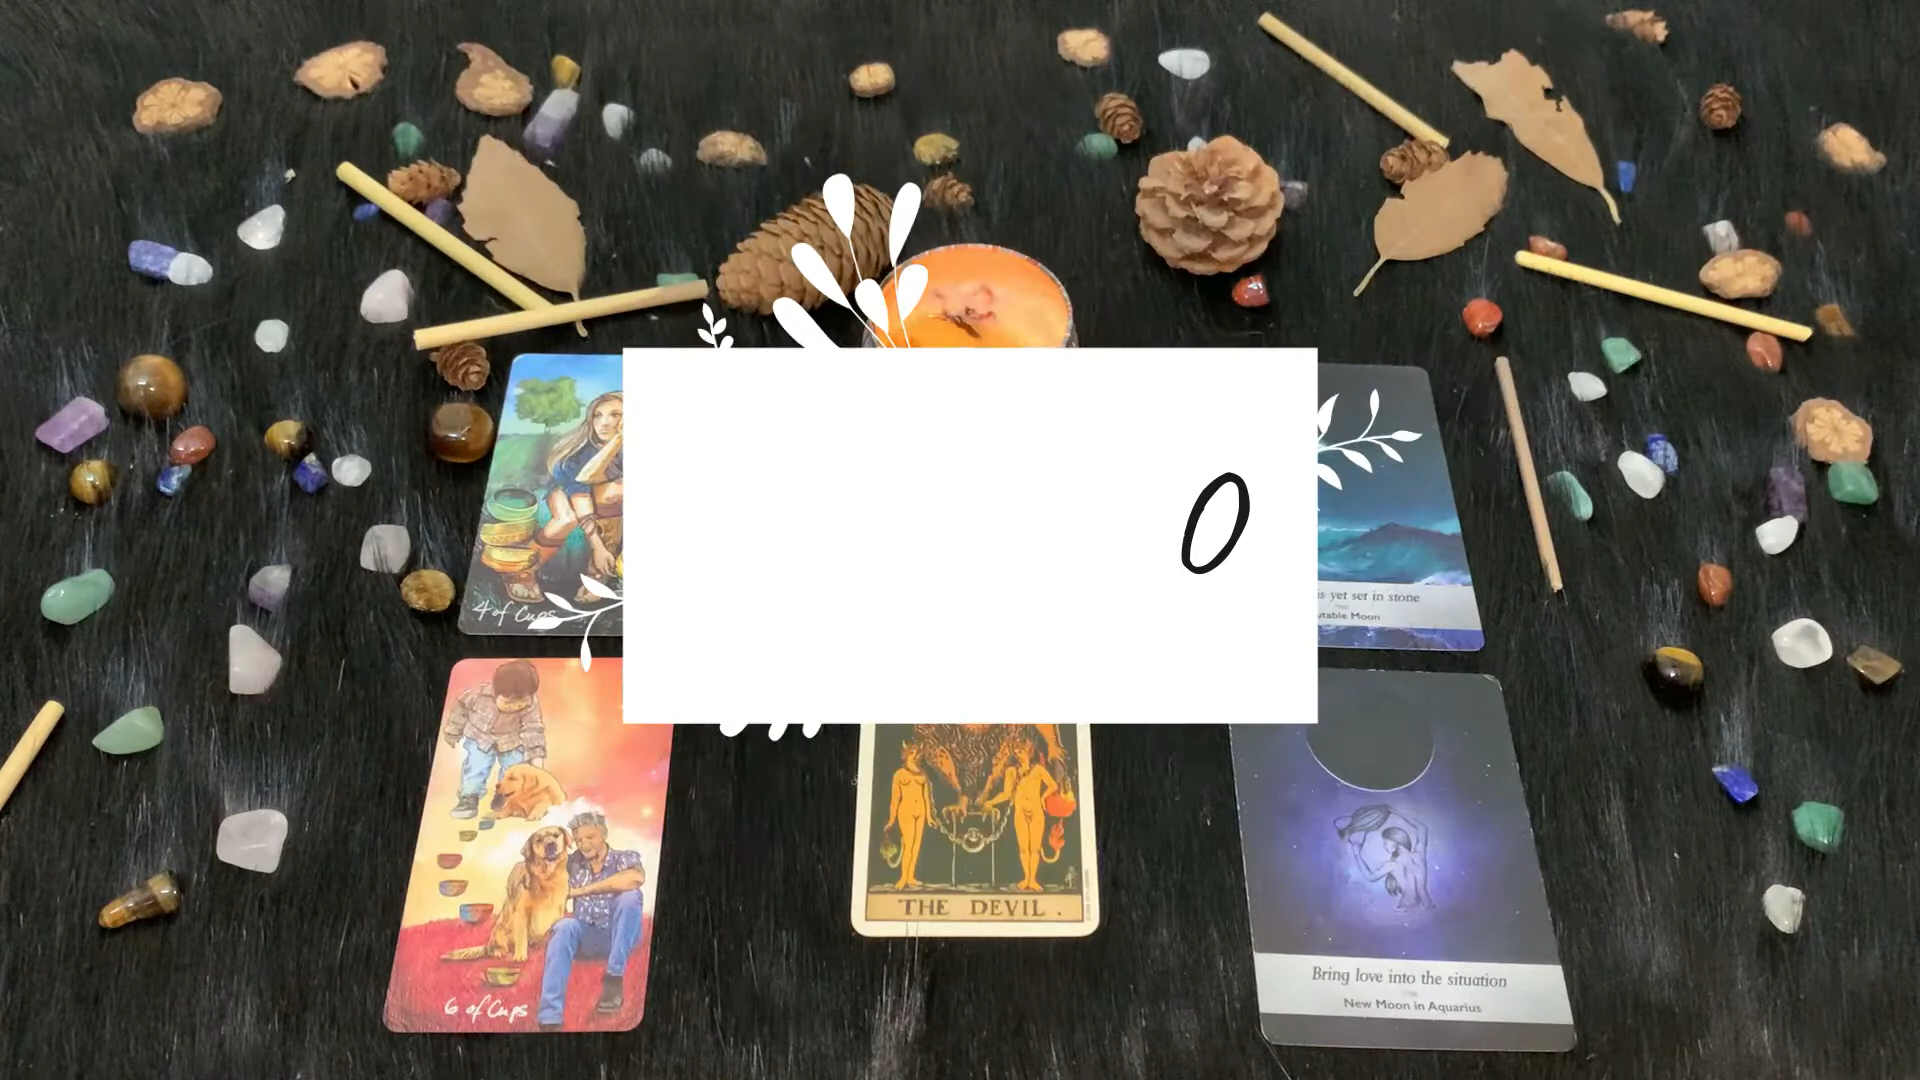 0
4 of Cups
is yet set in stone
utable Moon
6 of Cups
THE DEVIL.
Bring love into the situation
New Moon in Aquarius